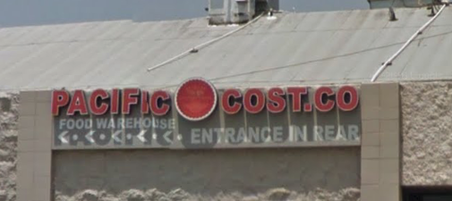 PACIFIC COST.CO
FOOD WAREHOUSE
ENTRANCE IN REAR